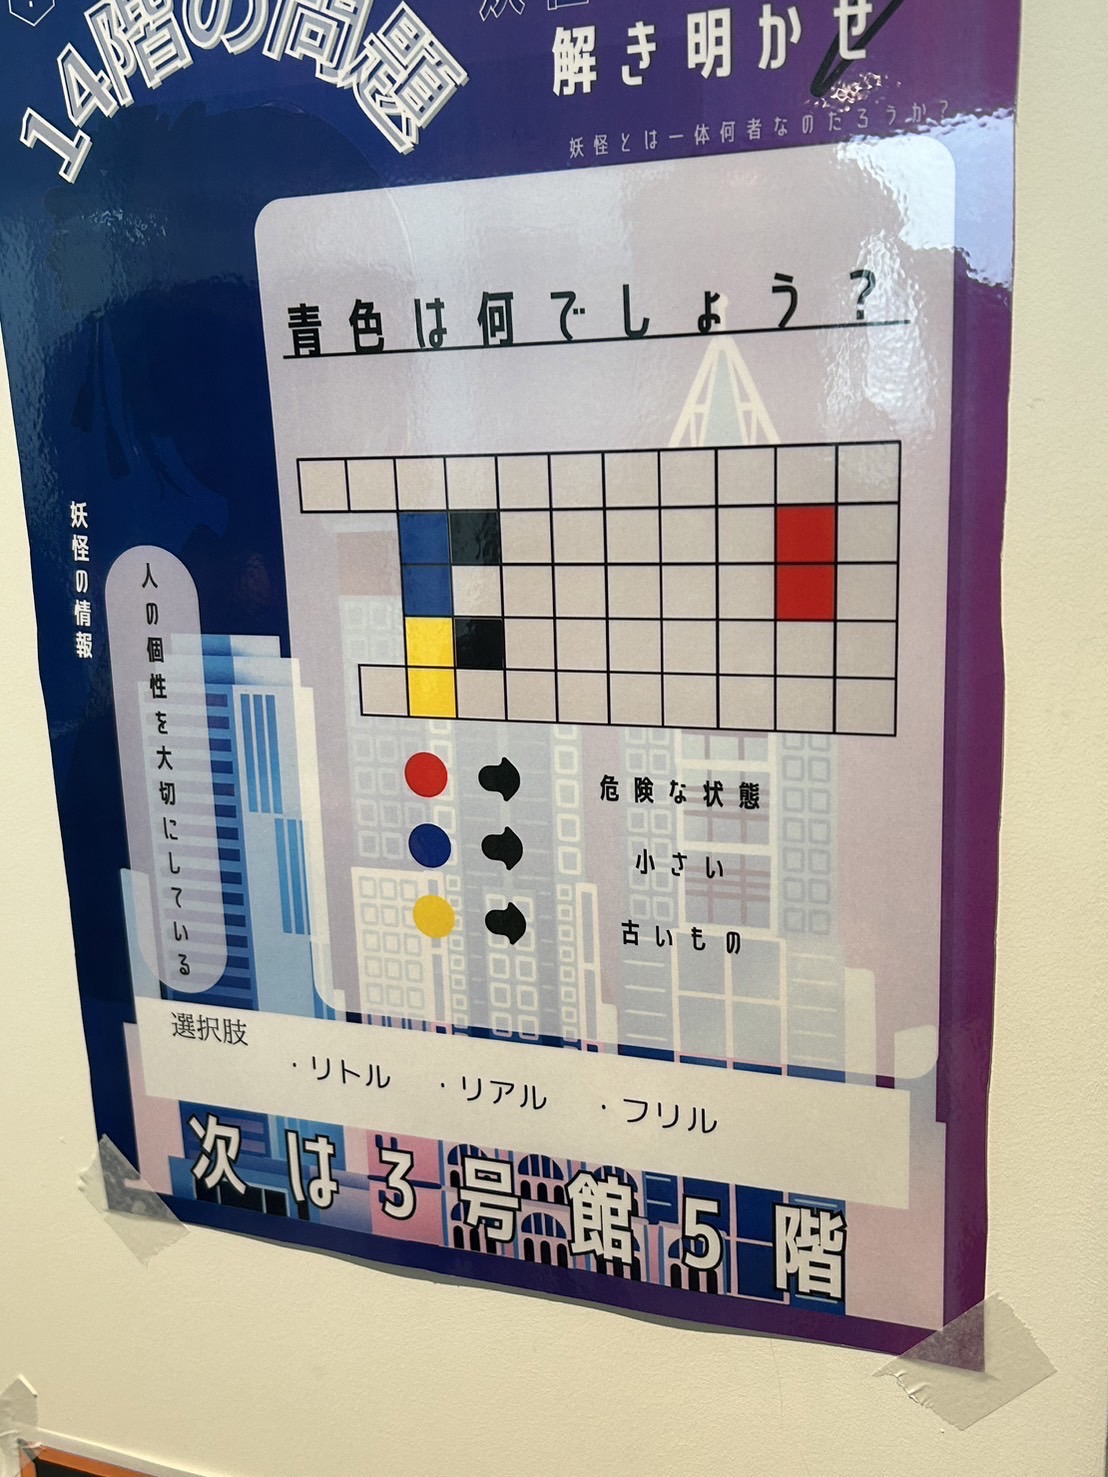 14階の問題
解き明かせ
妖怪とは一体何者なのだろうか？
青色は何でしょう？
妖怪の情報
人の個性を大切にしている
危険な状態
小さい
古いもの
選択肢
・リトル ・リアル ・フリル
次は3号館5階